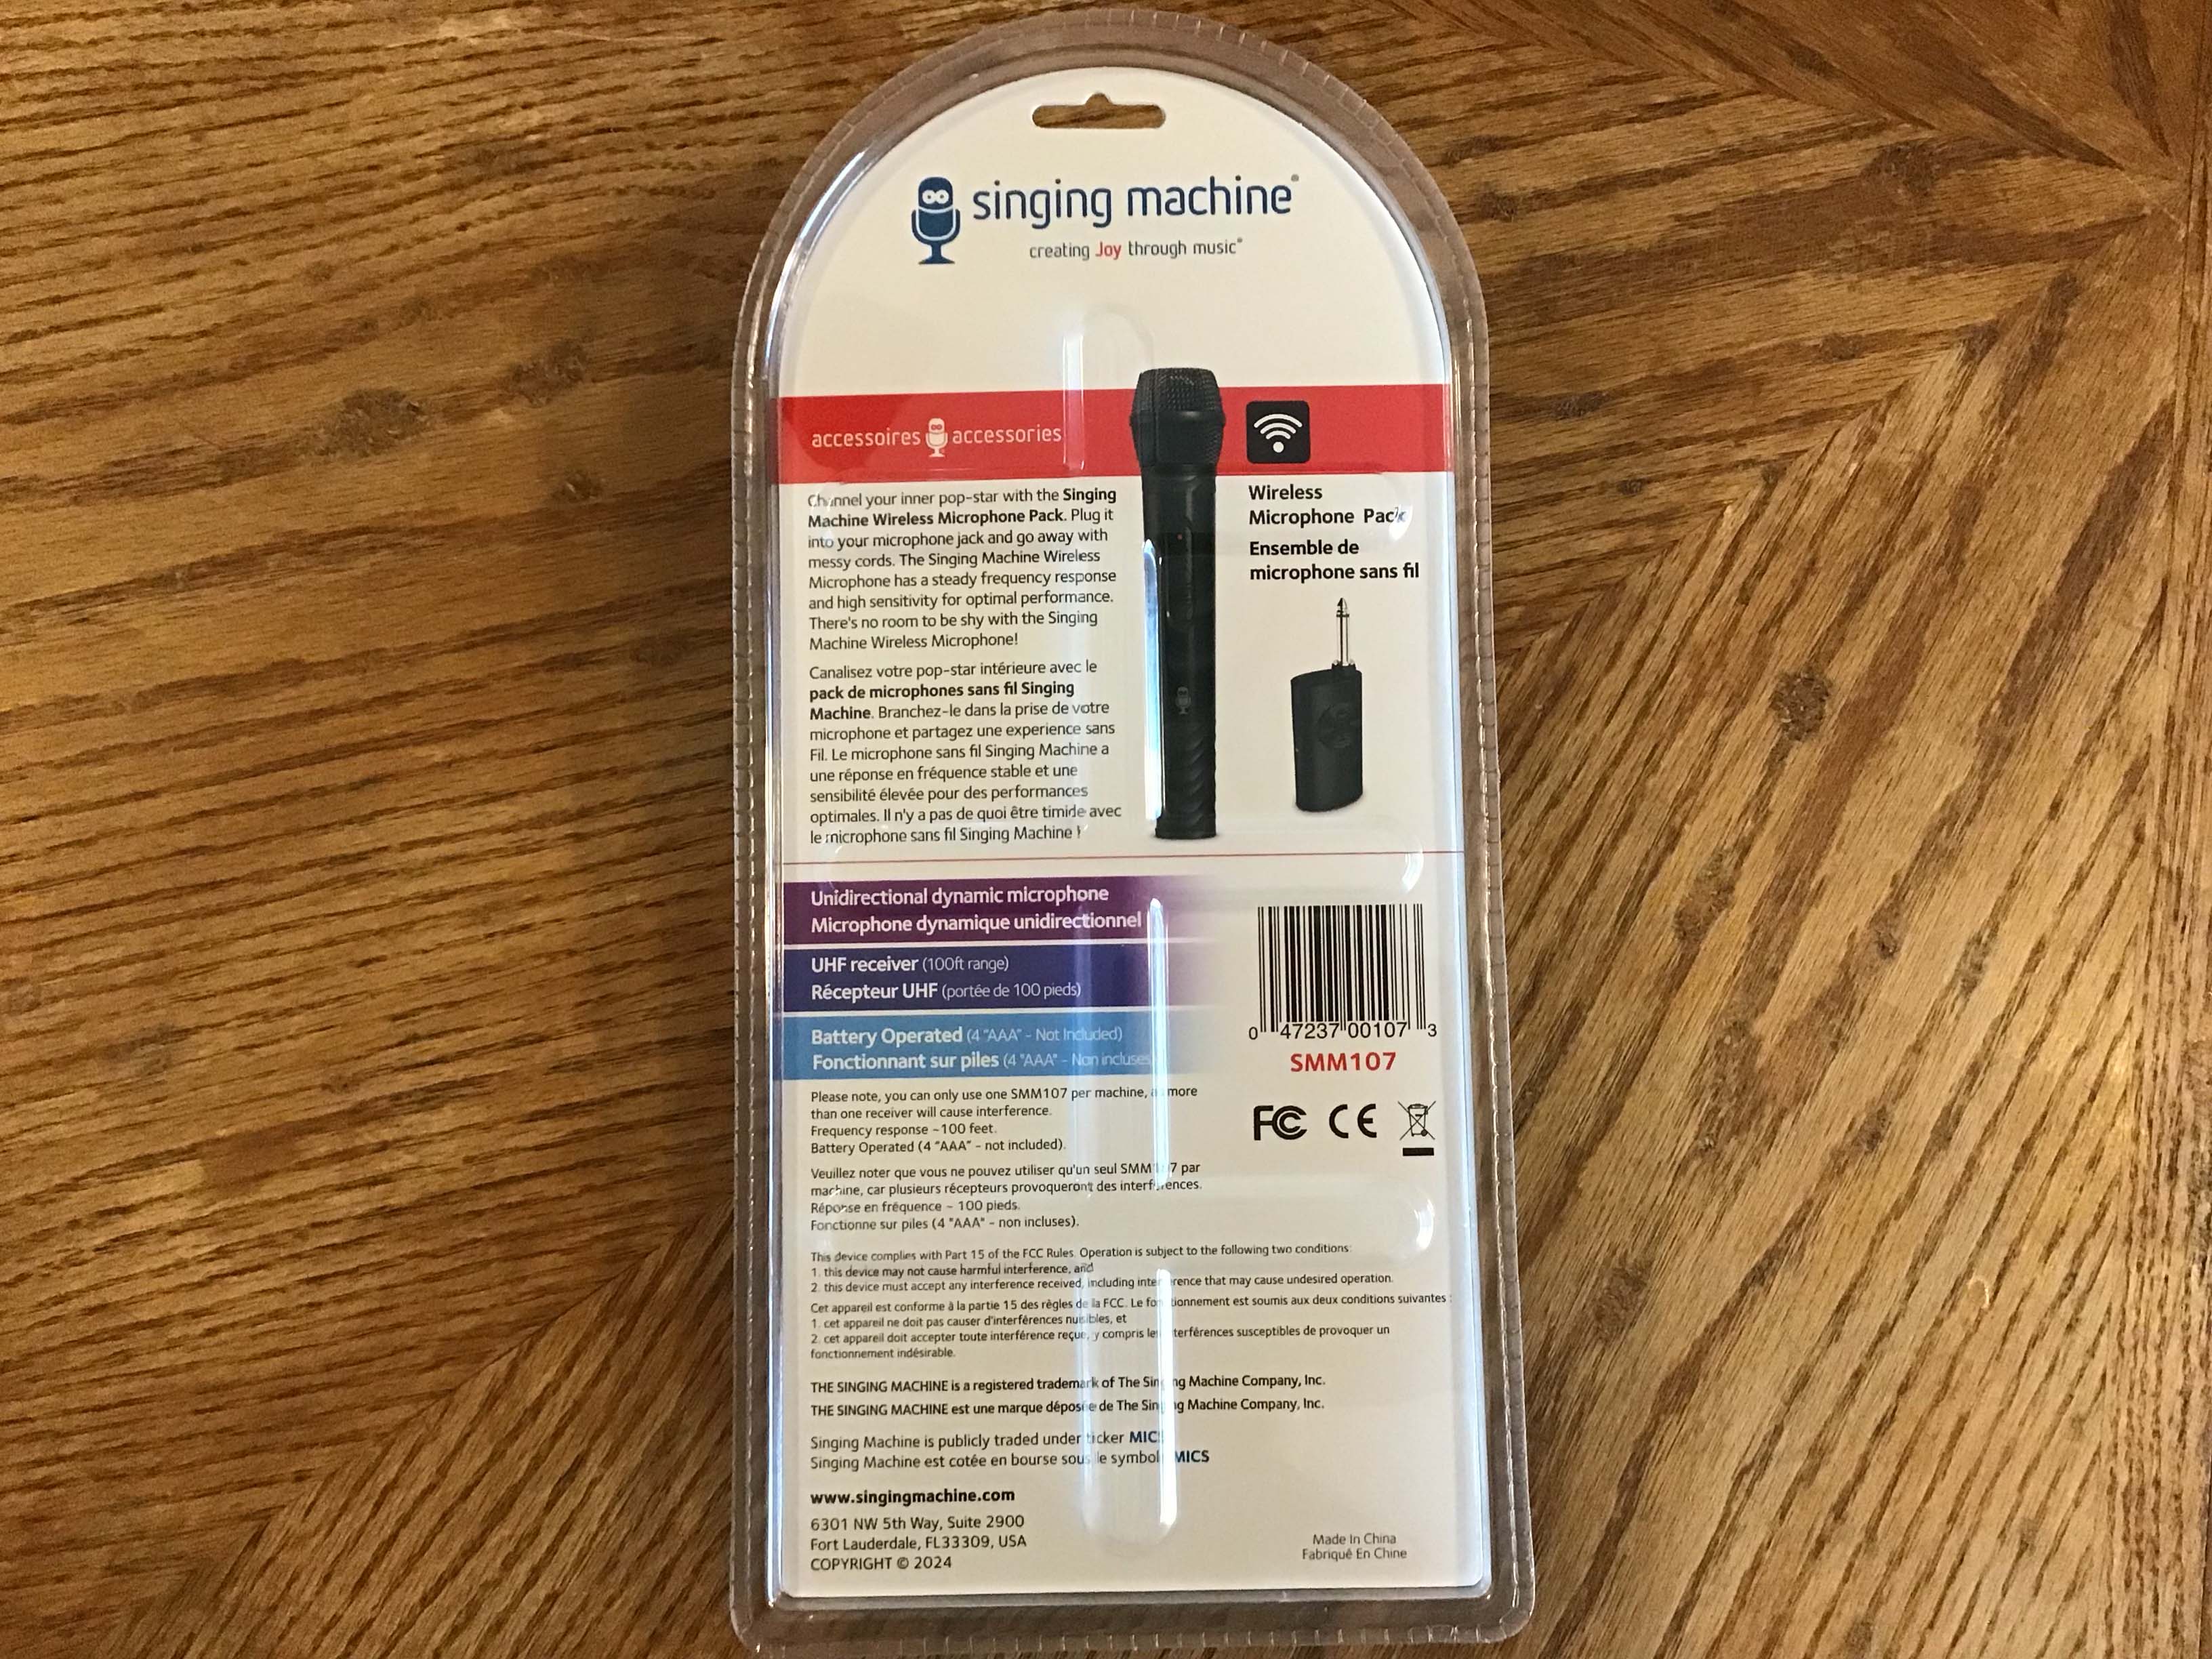 singing machine®
creating Joy through music®
accessoires accessories
Channel your inner pop-star with the Singing
Machine Wireless Microphone Pack. Plug it
into your microphone jack and go away with
messy cords. The Singing Machine Wireless
Microphone has a steady frequency response
and high sensitivity for optimal performance.
There's no room to be shy with the Singing
Machine Wireless Microphone!
Canalisez votre pop-star intérieure avec le
pack de microphones sans fil Singing
Machine. Branchez-le dans la prise de votre
microphone et partagez une experience sans
Fil. Le microphone sans fil Singing Machine a
une réponse en fréquence stable et une
sensibilité élevée pour des performances
optimales. Il n'y a pas de quoi être timide avec
le microphone sans fil Singing Machine !
Wireless
Microphone Pack
Ensemble de
microphone sans fil
Unidirectional dynamic microphone
Microphone dynamique unidirectionnel
UHF receiver (100ft range)
Récepteur UHF (portée de 100 pieds)
Battery Operated (4 "AAA" - Not Included)
Fonctionnant sur piles (4 "AAA" - Non incluses
0 47237 00107 3
SMM107
FC CE
Please note, you can only use one SMM107 per machine, as more
than one receiver will cause interference.
Frequency response ~100 feet.
Battery Operated (4 "AAA" - not included).
Veuillez noter que vous ne pouvez utiliser qu'un seul SMM107 par
machine, car plusieurs récepteurs provoqueront des interférences.
Réponse en fréquence ~ 100 pieds.
Fonctionne sur piles (4 "AAA" - non incluses).
This device complies with Part 15 of the FCC Rules. Operation is subject to the following two conditions:
1. this device may not cause harmful interference, and
2. this device must accept any interference received, including interference that may cause undesired operation.
Cet appareil est conforme à la partie 15 des règles de la FCC. Le fonctionnement est soumis aux deux conditions suivantes :
1. cet appareil ne doit pas causer d'interférences nuisibles, et
2. cet appareil doit accepter toute interférence reçue, y compris les interférences susceptibles de provoquer un
fonctionnement indésirable.
THE SINGING MACHINE is a registered trademark of The Singing Machine Company, Inc.
THE SINGING MACHINE est une marque déposée de The Singing Machine Company, Inc.
Singing Machine is publicly traded under ticker MICS
Singing Machine est cotée en bourse sous le symbole MICS
www.singingmachine.com
6301 NW 5th Way, Suite 2900
Fort Lauderdale, FL33309, USA
COPYRIGHT © 2024
Made In China
Fabriqué En Chine